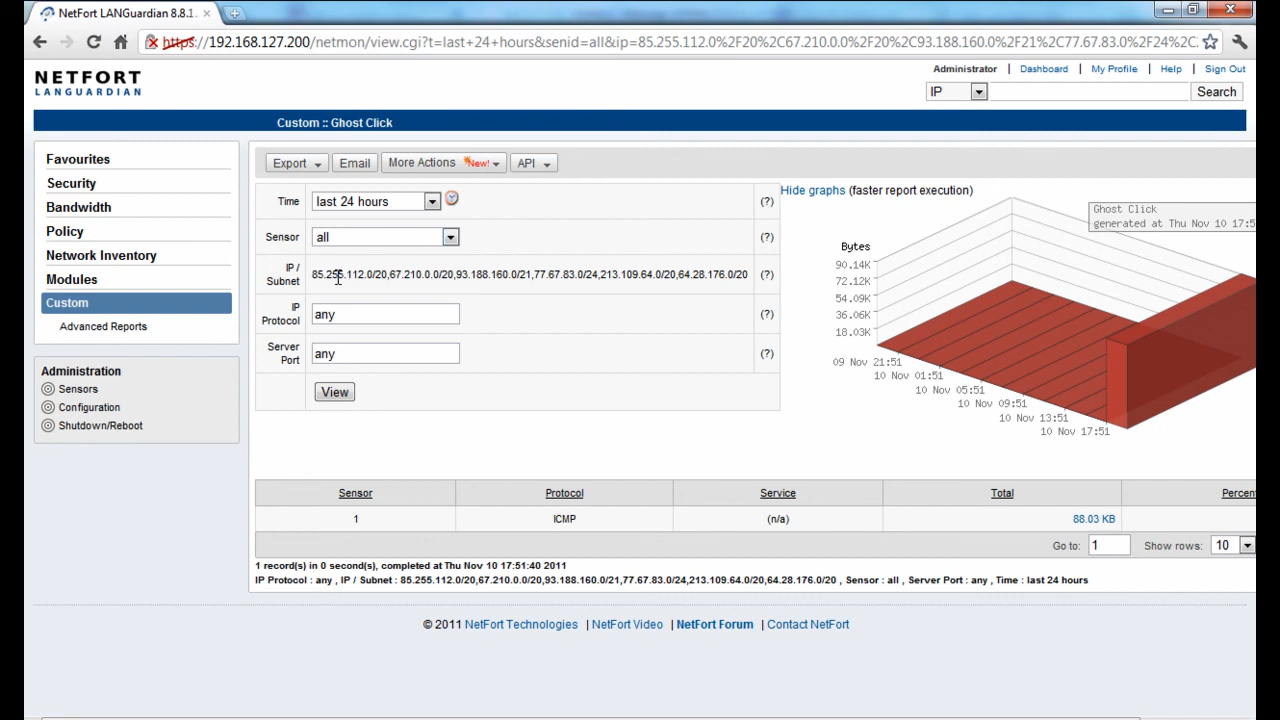 NetFort LANGuardian 8.8.1.
https://192.168.127.200/netmon/view.cgi?t=last+24+hours&senid=all&ip=85.255.112.0%2F20%2C67.210.0.0%2F20%2C93.188.160.0%2F21%2C77.67.83.0%2F24%2C.
NETFORT
LANGUARDIAN
Administrator | Dashboard | My Profile | Help | Sign Out
IP Search
Custom :: Ghost Click
Favourites
Security
Bandwidth
Policy
Network Inventory
Modules
Custom
Advanced Reports
Administration
Sensors
Configuration
Shutdown/Reboot
Export Email More Actions New! API
Time last 24 hours (?)
Sensor all (?)
IP /
Subnet 85.255.112.0/20,67.210.0.0/20,93.188.160.0/21,77.67.83.0/24,213.109.64.0/20,64.28.176.0/20 (?)
IP
Protocol any (?)
Server
Port any (?)
View
Hide graphs (faster report execution)
Ghost Click
generated at Thu Nov 10 17:5
Bytes
90.14K
72.12K
54.09K
36.06K
18.03K
09 Nov 21:51
10 Nov 01:51
10 Nov 05:51
10 Nov 09:51
10 Nov 13:51
10 Nov 17:51
Sensor Protocol Service Total Percen
1 ICMP (n/a) 88.03 KB
Go to: 1 Show rows: 10
1 record(s) in 0 second(s), completed at Thu Nov 10 17:51:40 2011
IP Protocol : any , IP / Subnet : 85.255.112.0/20,67.210.0.0/20,93.188.160.0/21,77.67.83.0/24,213.109.64.0/20,64.28.176.0/20 , Sensor : all , Server Port : any , Time : last 24 hours
© 2011 NetFort Technologies | NetFort Video | NetFort Forum | Contact NetFort